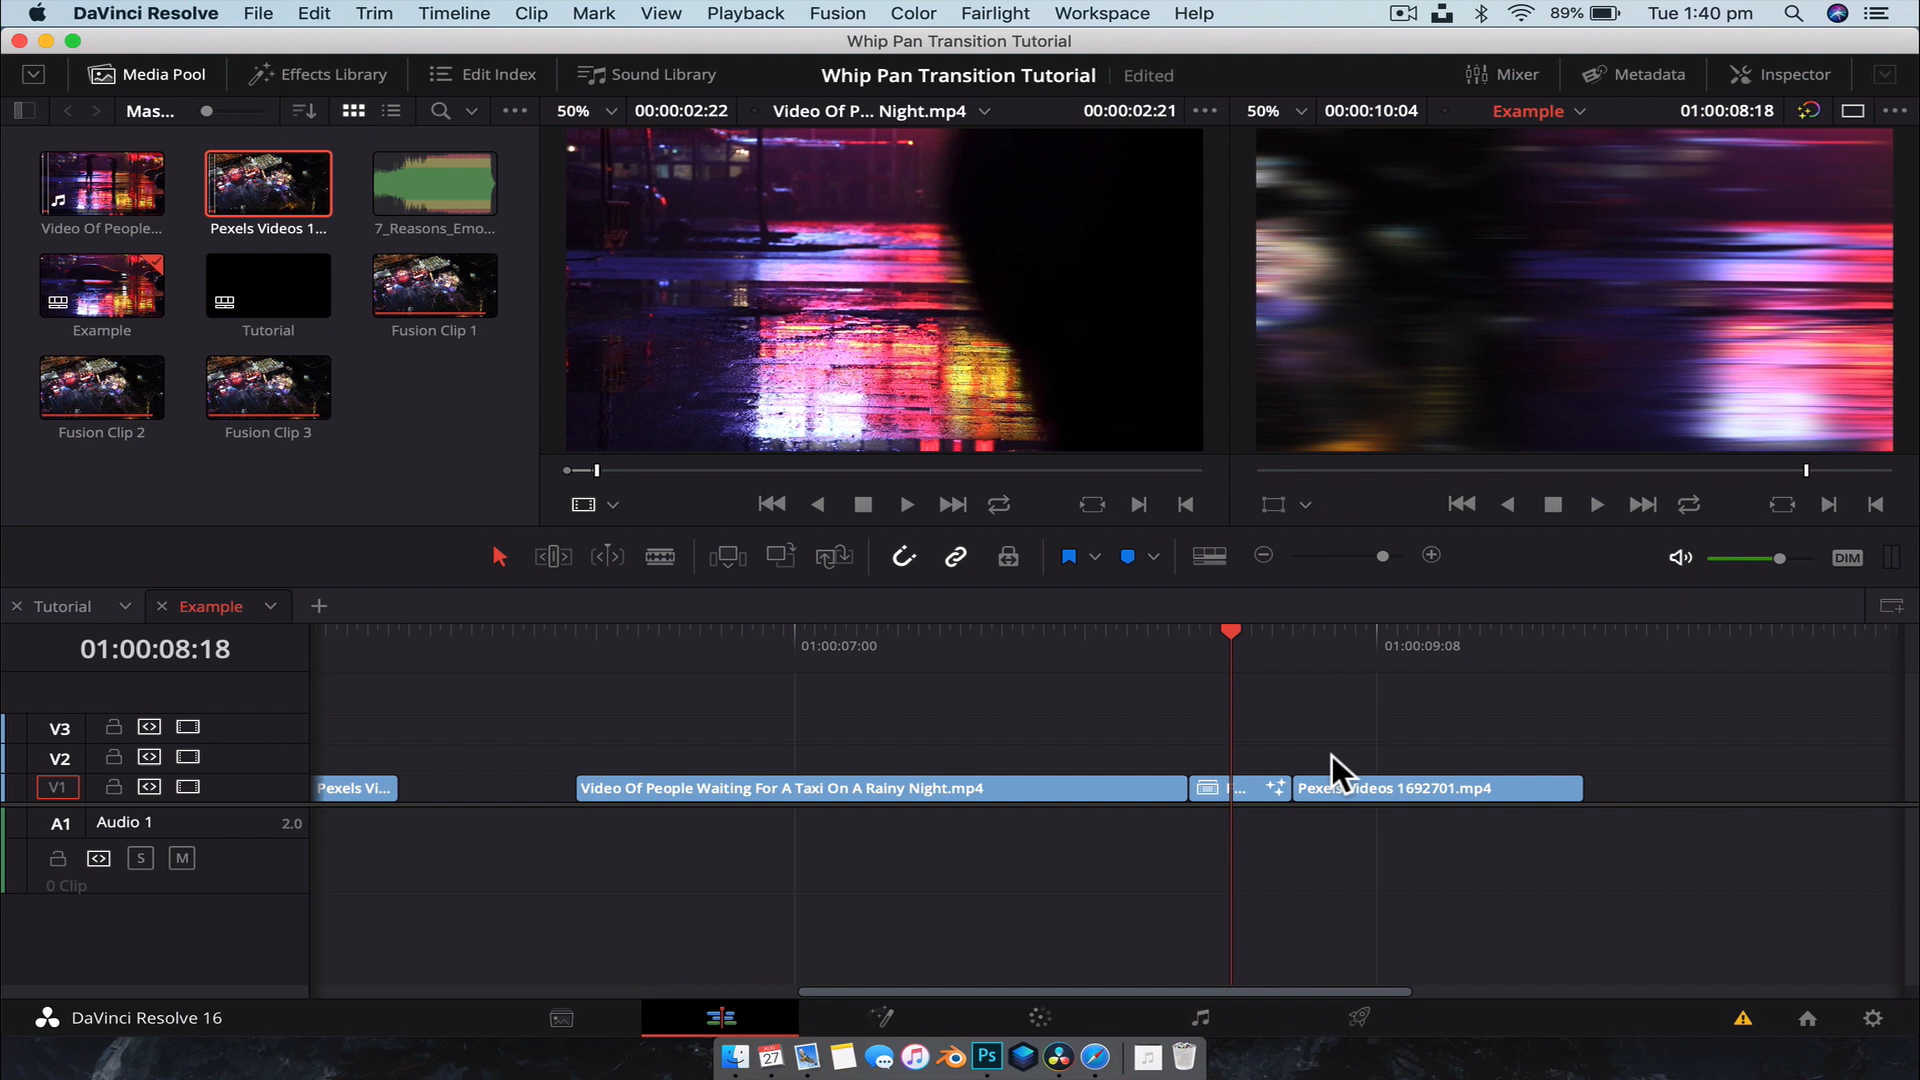 DaVinci Resolve File Edit Trim Timeline Clip Mark View Playback Fusion Color Fairlight Workspace Help 89% Tue 1:40 pm
Whip Pan Transition Tutorial
Media Pool Effects Library Edit Index Sound Library Whip Pan Transition Tutorial Edited Mixer Metadata Inspector
Mas... 50% 00:00:02:22 Video Of P... Night.mp4 00:00:02:21 50% 00:00:10:04 Example 01:00:08:18
Video Of People... Pexels Videos 1... 7_Reasons_Emo...
Example Tutorial Fusion Clip 1
Fusion Clip 2 Fusion Clip 3
DIM
Tutorial Example
01:00:08:18 01:00:07:00 01:00:09:08
V3
V2
V1 Pexels Vi... Video Of People Waiting For A Taxi On A Rainy Night.mp4 Pexels Videos 1692701.mp4
A1 Audio 1 2.0
S M
0 Clip
DaVinci Resolve 16
AUG
27 Ps